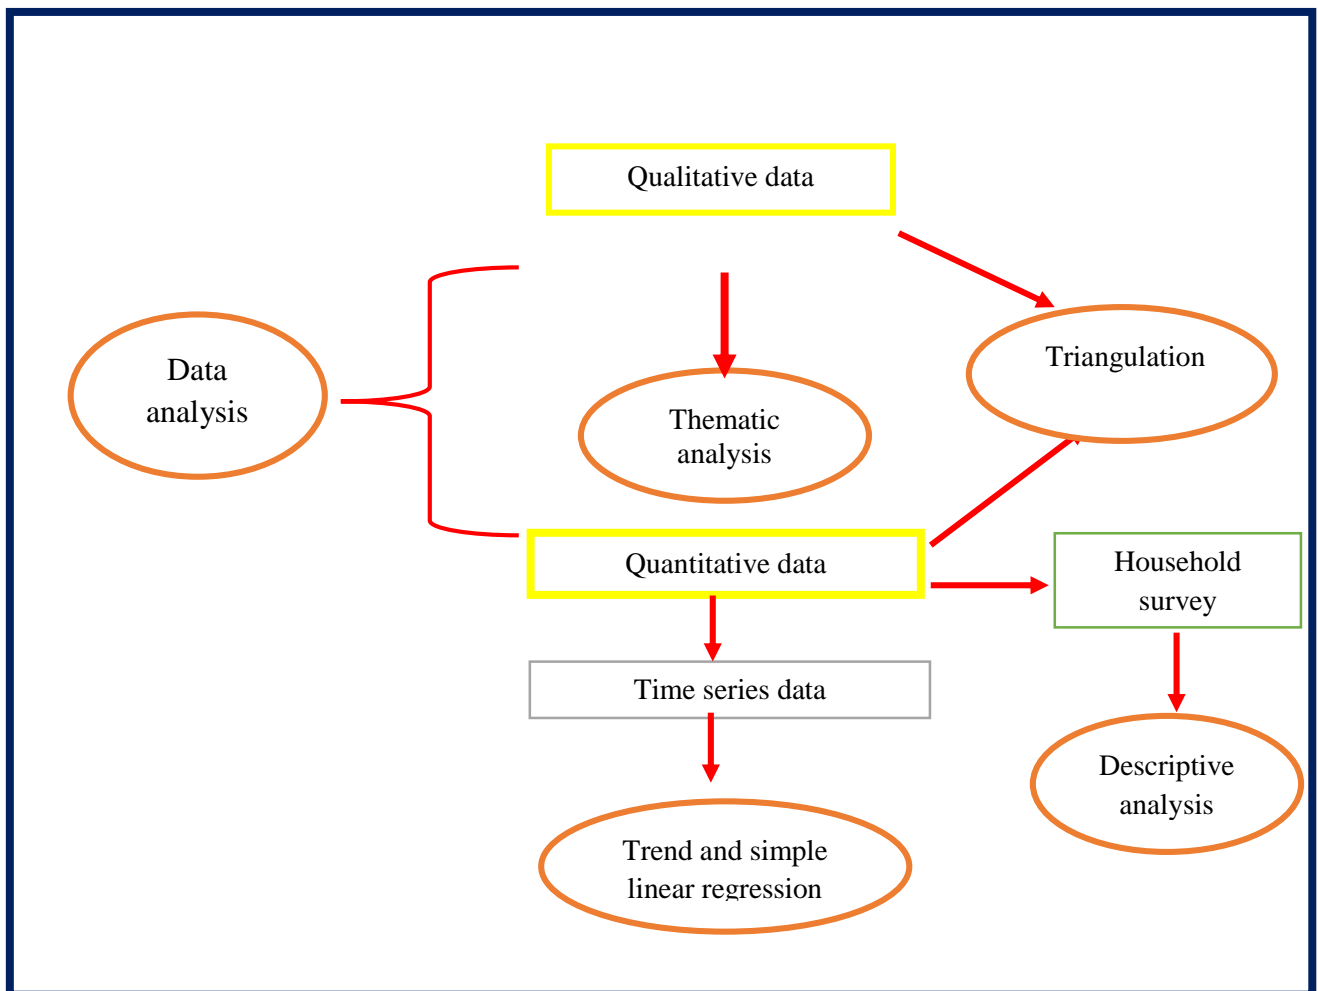 Qualitative data
Data
analysis
Triangulation
Thematic
analysis
Quantitative data
Household
survey
Time series data
Descriptive
analysis
Trend and simple
linear regression